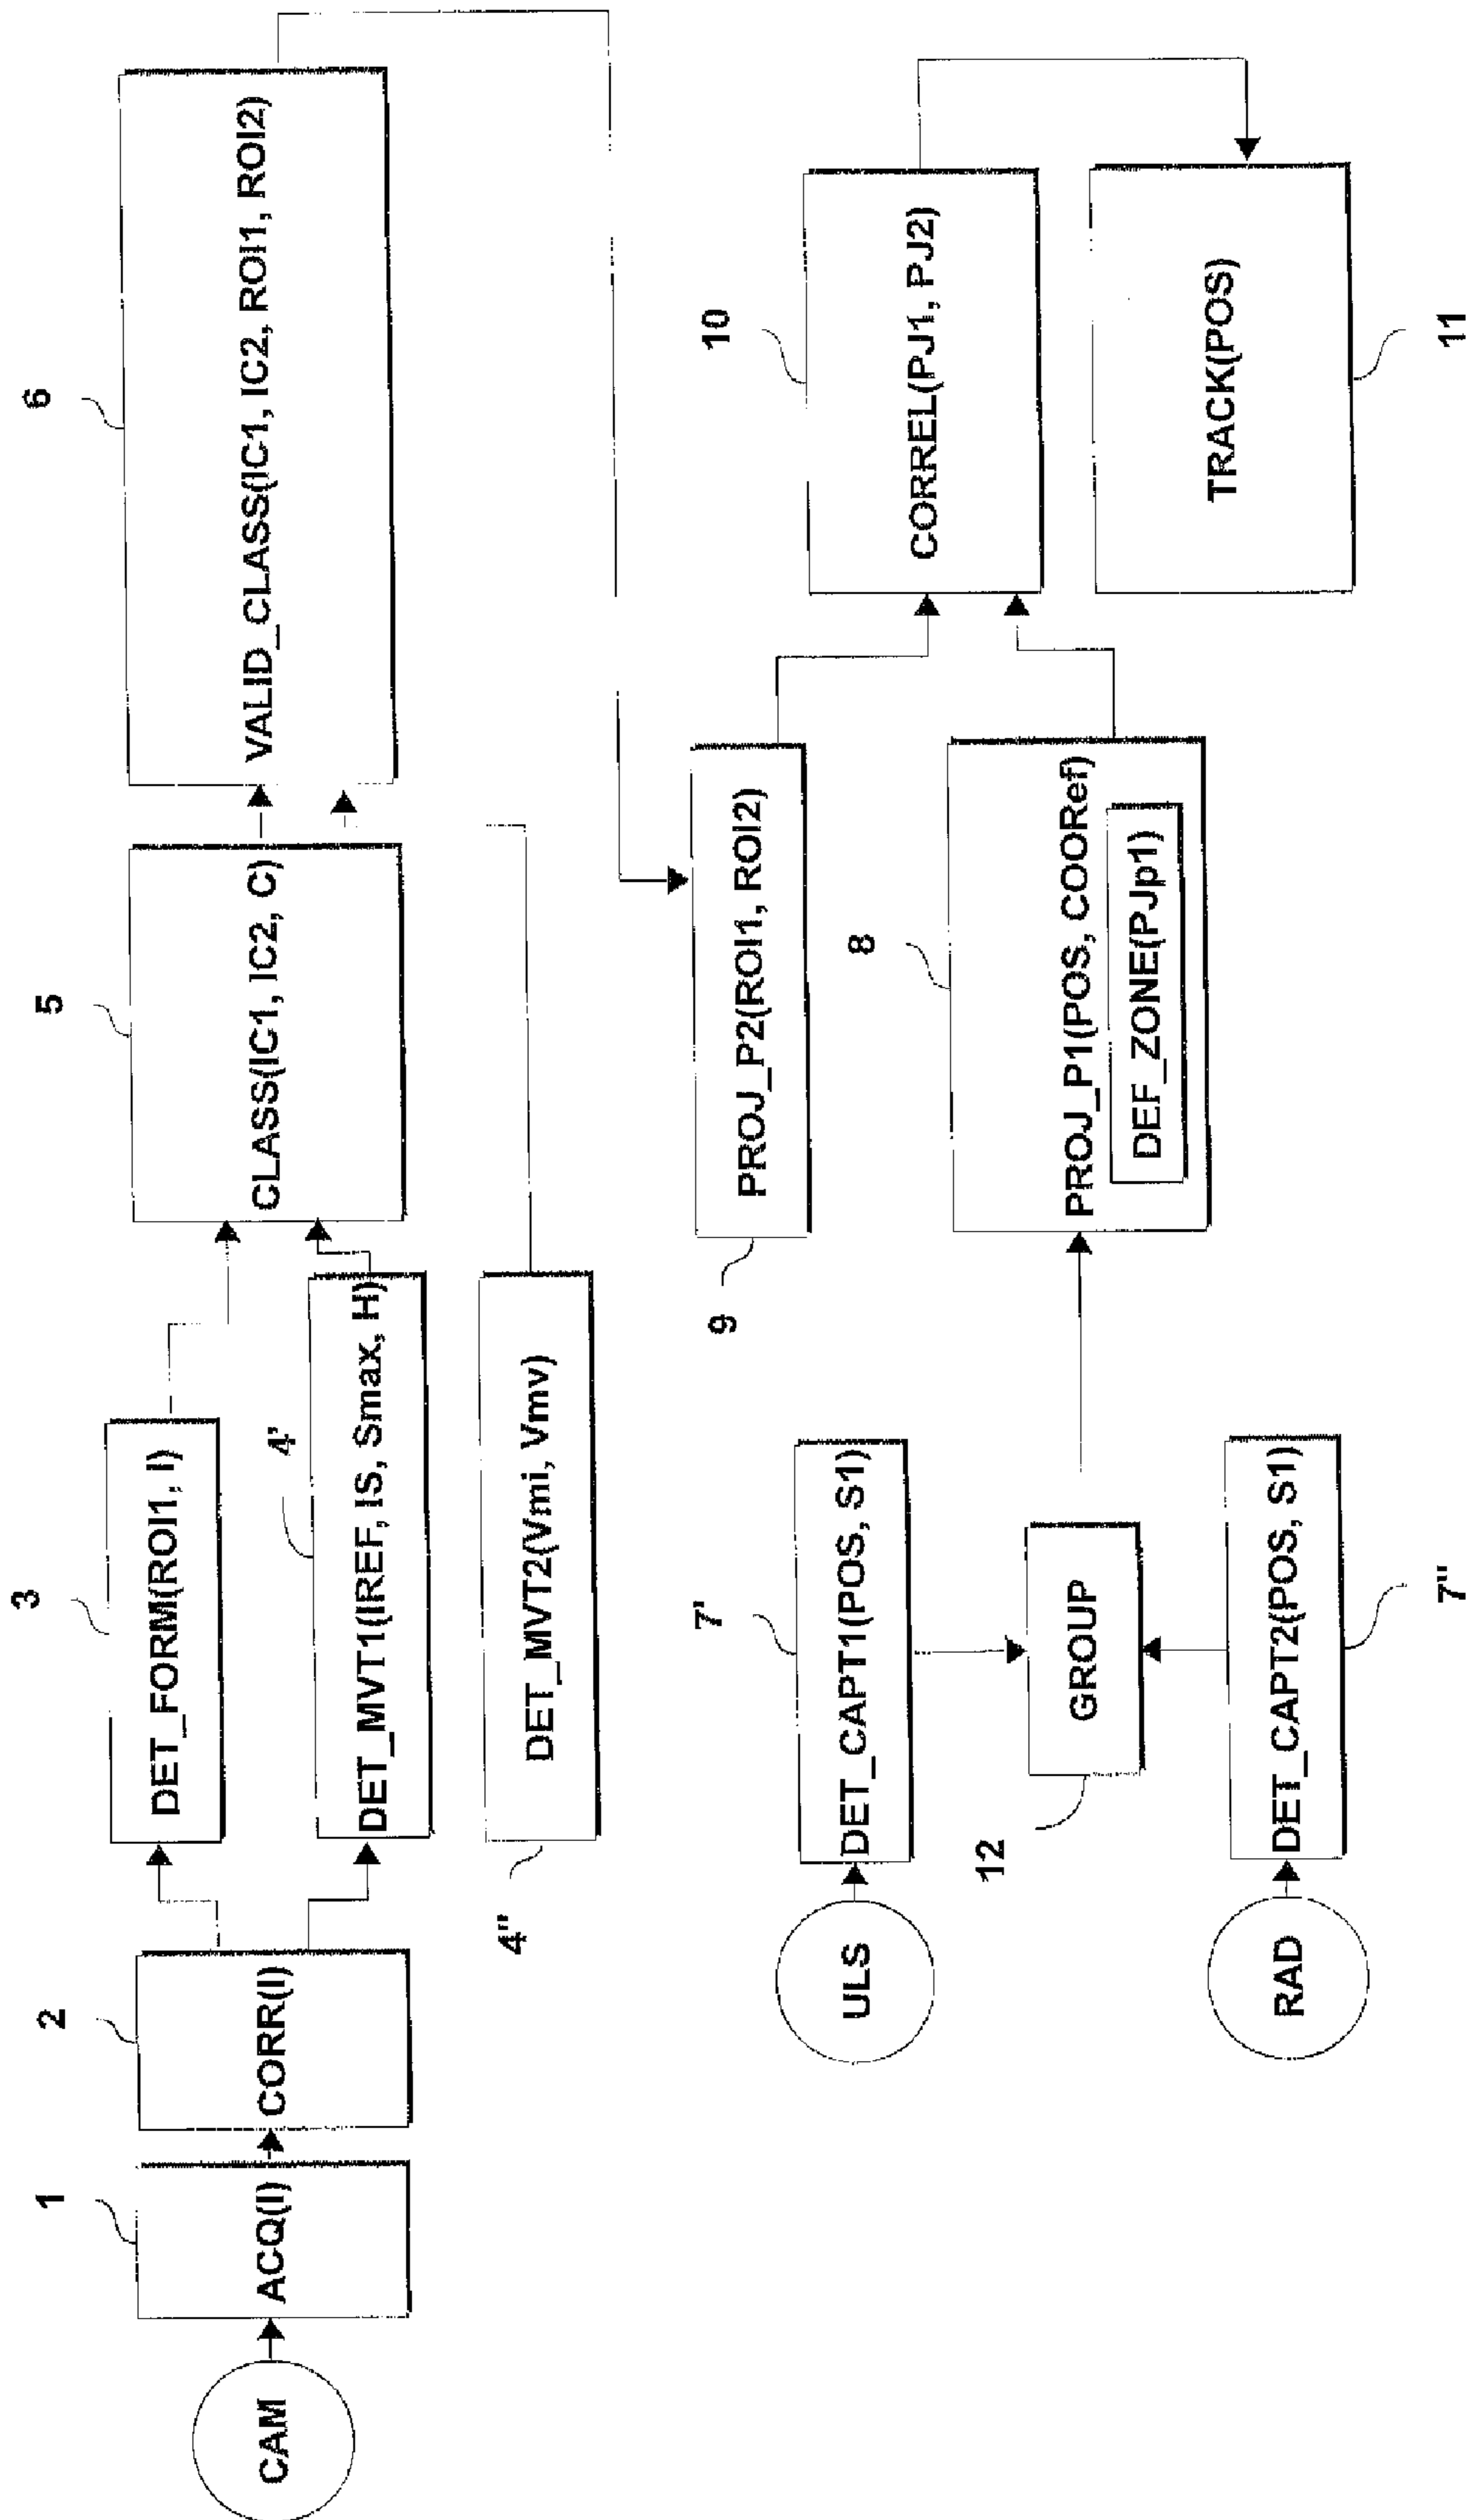 1
ACQ(I)
CAM
2
CORR(I)
3
DET_FORM(ROI1, I)
4'
DET_MVT1(IREF, IS, Smax, H)
4"
DET_MVT2(Vmi, Vmv)
5
CLASS(IC1, IC2, C)
6
VALID_CLASS(IC1, IC2, ROI1, ROI2)
ULS
7'
DET_CAPT1(POS, S1)
12
GROUP
RAD
DET_CAPT2(POS, S1)
7"
9
PROJ_P2(ROI1, ROI2)
8
PROJ_P1(POS, COORef)
DEF_ZONE(PJp1)
10
CORREL(PJ1, PJ2)
TRACK(POS)
11